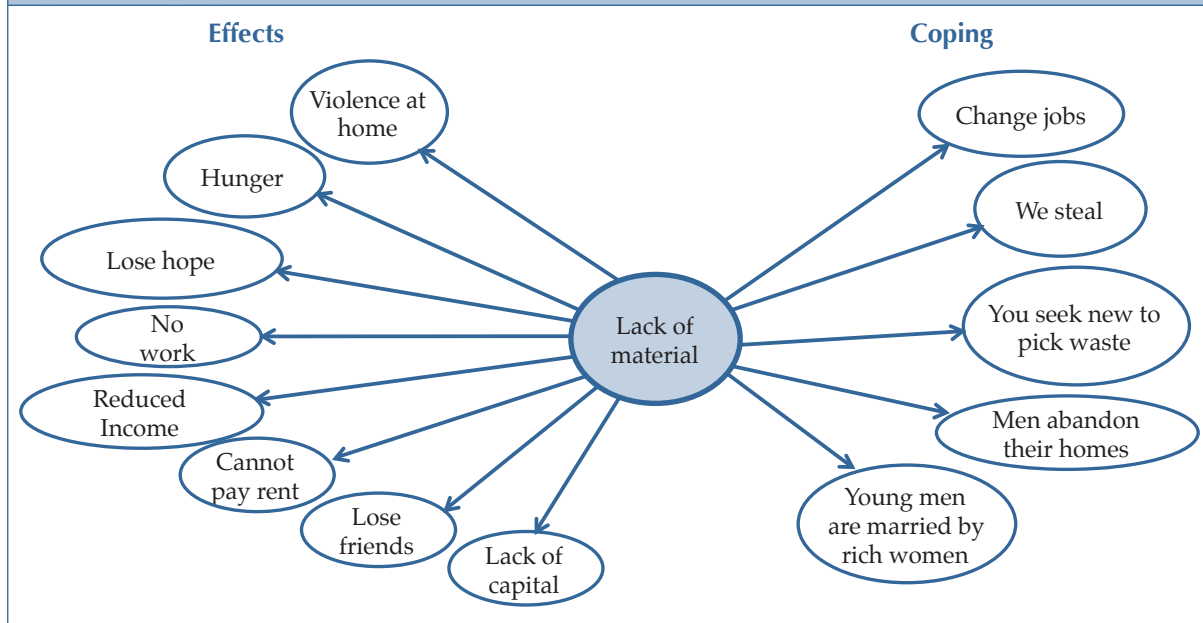 Effects
Coping
Violence at
home
Hunger
Lose hope
No
work
Reduced
Income
Cannot
pay rent
Lose
friends
Lack of
capital
Lack of
material
Change jobs
We steal
You seek new to
pick waste
Men abandon
their homes
Young men
are married by
rich women